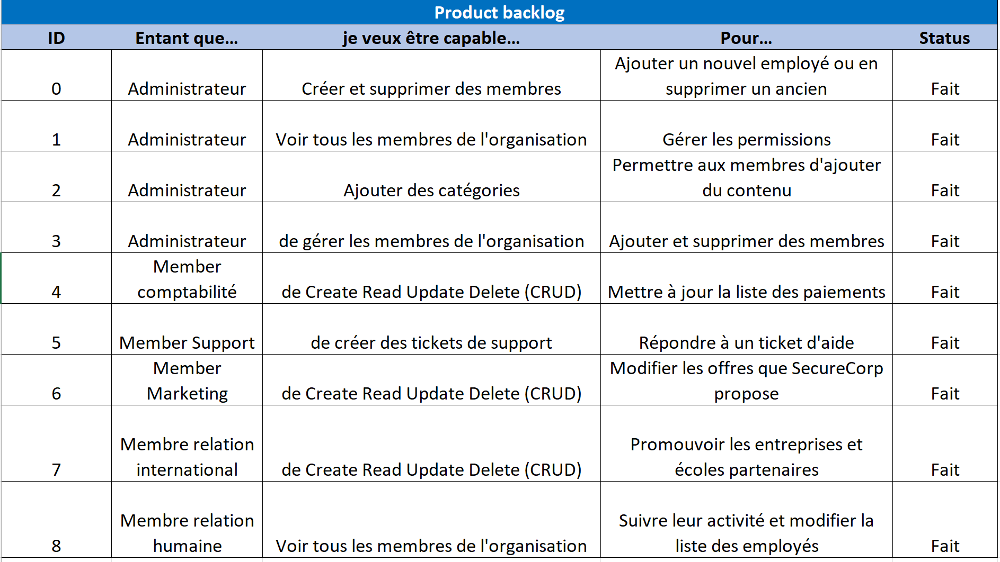 Product backlog
ID Entant que... je veux être capable... Pour... Status
Ajouter un nouvel employé ou en
0 Administrateur Créer et supprimer des membres supprimer un ancien Fait
1 Administrateur Voir tous les membres de l'organisation Gérer les permissions Fait
Permettre aux membres d'ajouter
2 Administrateur Ajouter des catégories du contenu Fait
3 Administrateur de gérer les membres de l'organisation Ajouter et supprimer des membres Fait
Member
4 comptabilité de Create Read Update Delete (CRUD) Mettre à jour la liste des paiements Fait
5 Member Support de créer des tickets de support Répondre à un ticket d'aide Fait
Member Modifier les offres que SecureCorp
6 Marketing de Create Read Update Delete (CRUD) propose Fait
Membre relation Promouvoir les entreprises et
7 international de Create Read Update Delete (CRUD) écoles partenaires Fait
Membre relation Suivre leur activité et modifier la
8 humaine Voir tous les membres de l'organisation liste des employés Fait